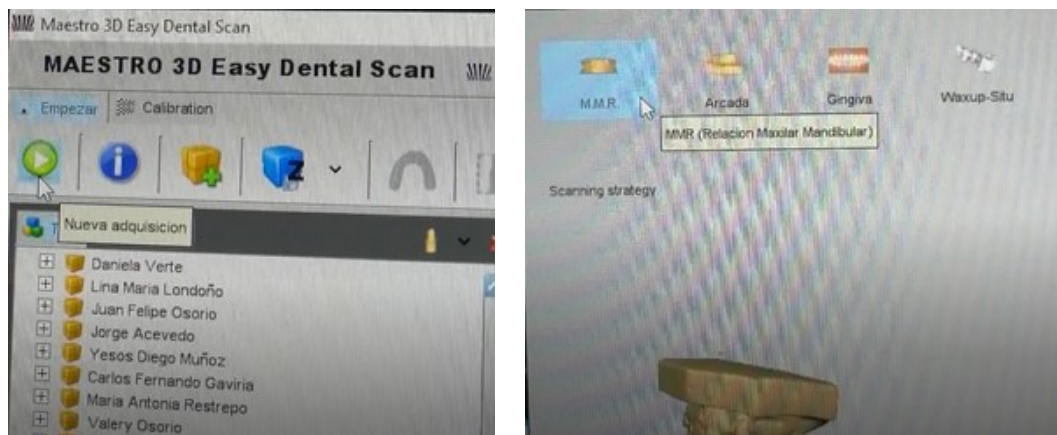 Maestro 3D Easy Dental Scan
MAESTRO 3D Easy Dental Scan
Empezar
Calibration
Z
Nueva adquisicion
T
Daniela Verte
Lina Maria Londoño
Juan Felipe Osorio
Jorge Acevedo
Yesos Diego Muñoz
Carlos Fernando Gaviria
Maria Antonia Restrepo
Valery Osorio
M.M.R.
Arcada
Gingiva
Waxup-Situ
MMR (Relacion Maxilar Mandibular)
Scanning strategy